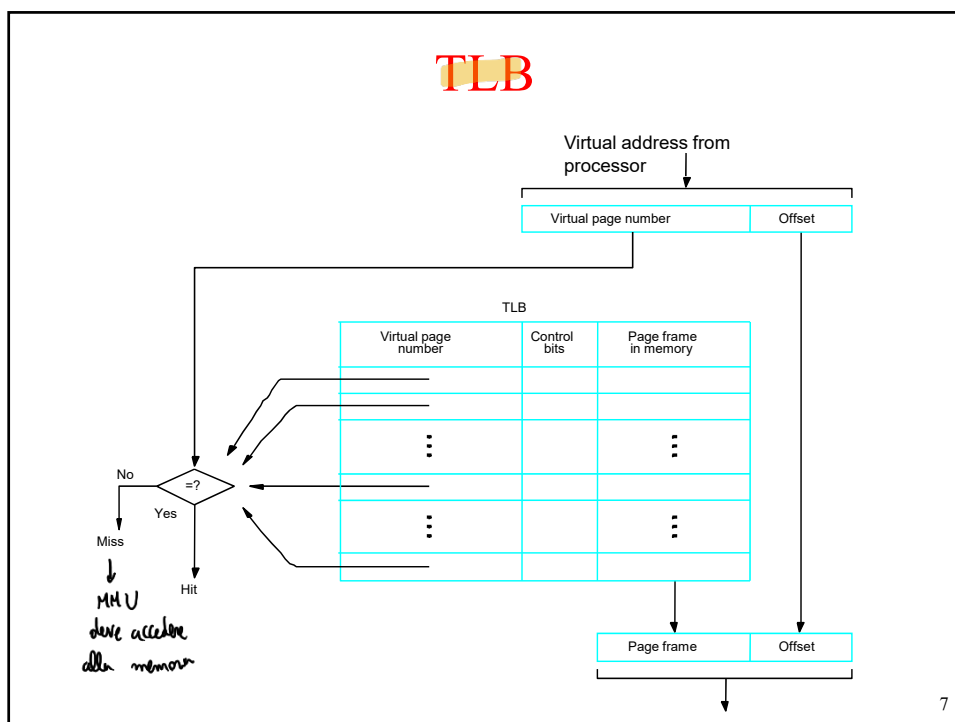 TLB
Virtual address from
processor
Virtual page number
Offset
TLB
Virtual page
number
Control
bits
Page frame
in memory
No
=?
Yes
Miss
Hit
MMU
deve accedere
alla memoria
Page frame
Offset
7